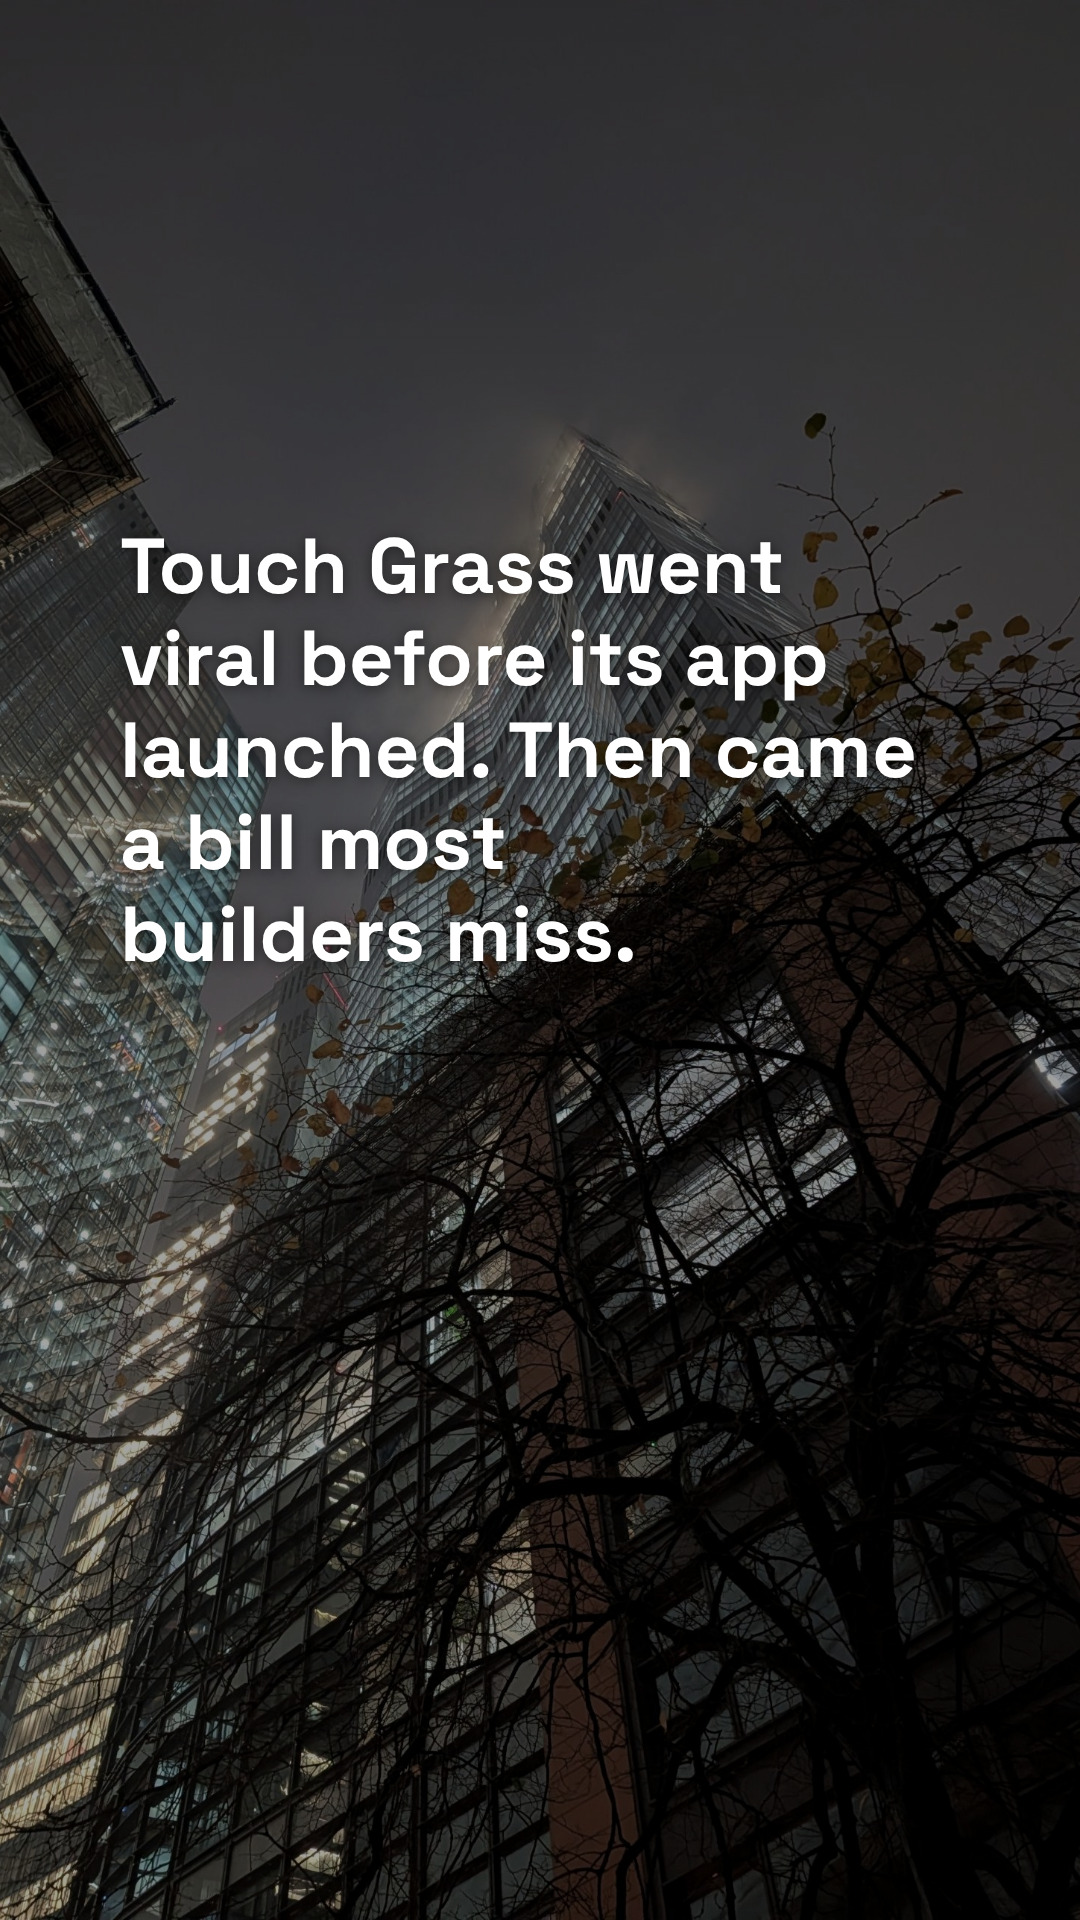 Touch Grass went
viral before its app
launched. Then came
a bill most
builders miss.